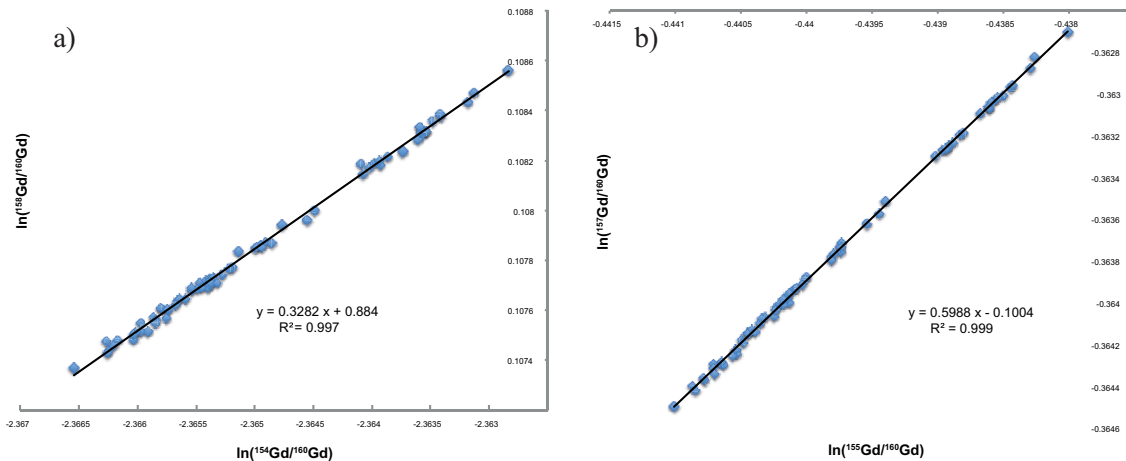 a)
ln(¹⁵⁸Gd/¹⁶⁰Gd)
0.1088
0.1086
0.1084
0.1082
0.108
0.1078
0.1076
0.1074
y = 0.3282 x + 0.884
R² = 0.997
-2.367 -2.3665 -2.366 -2.3655 -2.365 -2.3645 -2.364 -2.3635 -2.363
ln(¹⁵⁴Gd/¹⁶⁰Gd)
-0.4415 -0.441 -0.4405 -0.44 -0.4395 -0.439 -0.4385 -0.438
b)
ln(¹⁵⁷Gd/¹⁶⁰Gd)
-0.3628
-0.363
-0.3632
-0.3634
-0.3636
-0.3638
-0.364
-0.3642
-0.3644
-0.3646
y = 0.5988 x - 0.1004
R² = 0.999
ln(¹⁵⁵Gd/¹⁶⁰Gd)